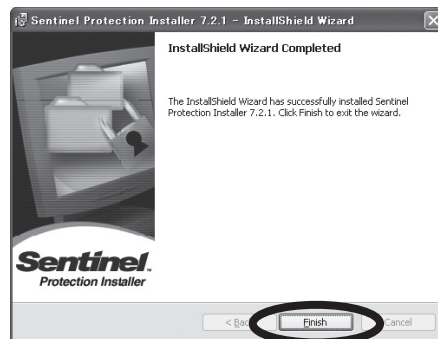 Sentinel Protection Installer 7.2.1 - InstallShield Wizard
InstallShield Wizard Completed
The InstallShield Wizard has successfully installed Sentinel
Protection Installer 7.2.1. Click Finish to exit the wizard.
Sentinel.
Protection Installer
< Back Finish Cancel